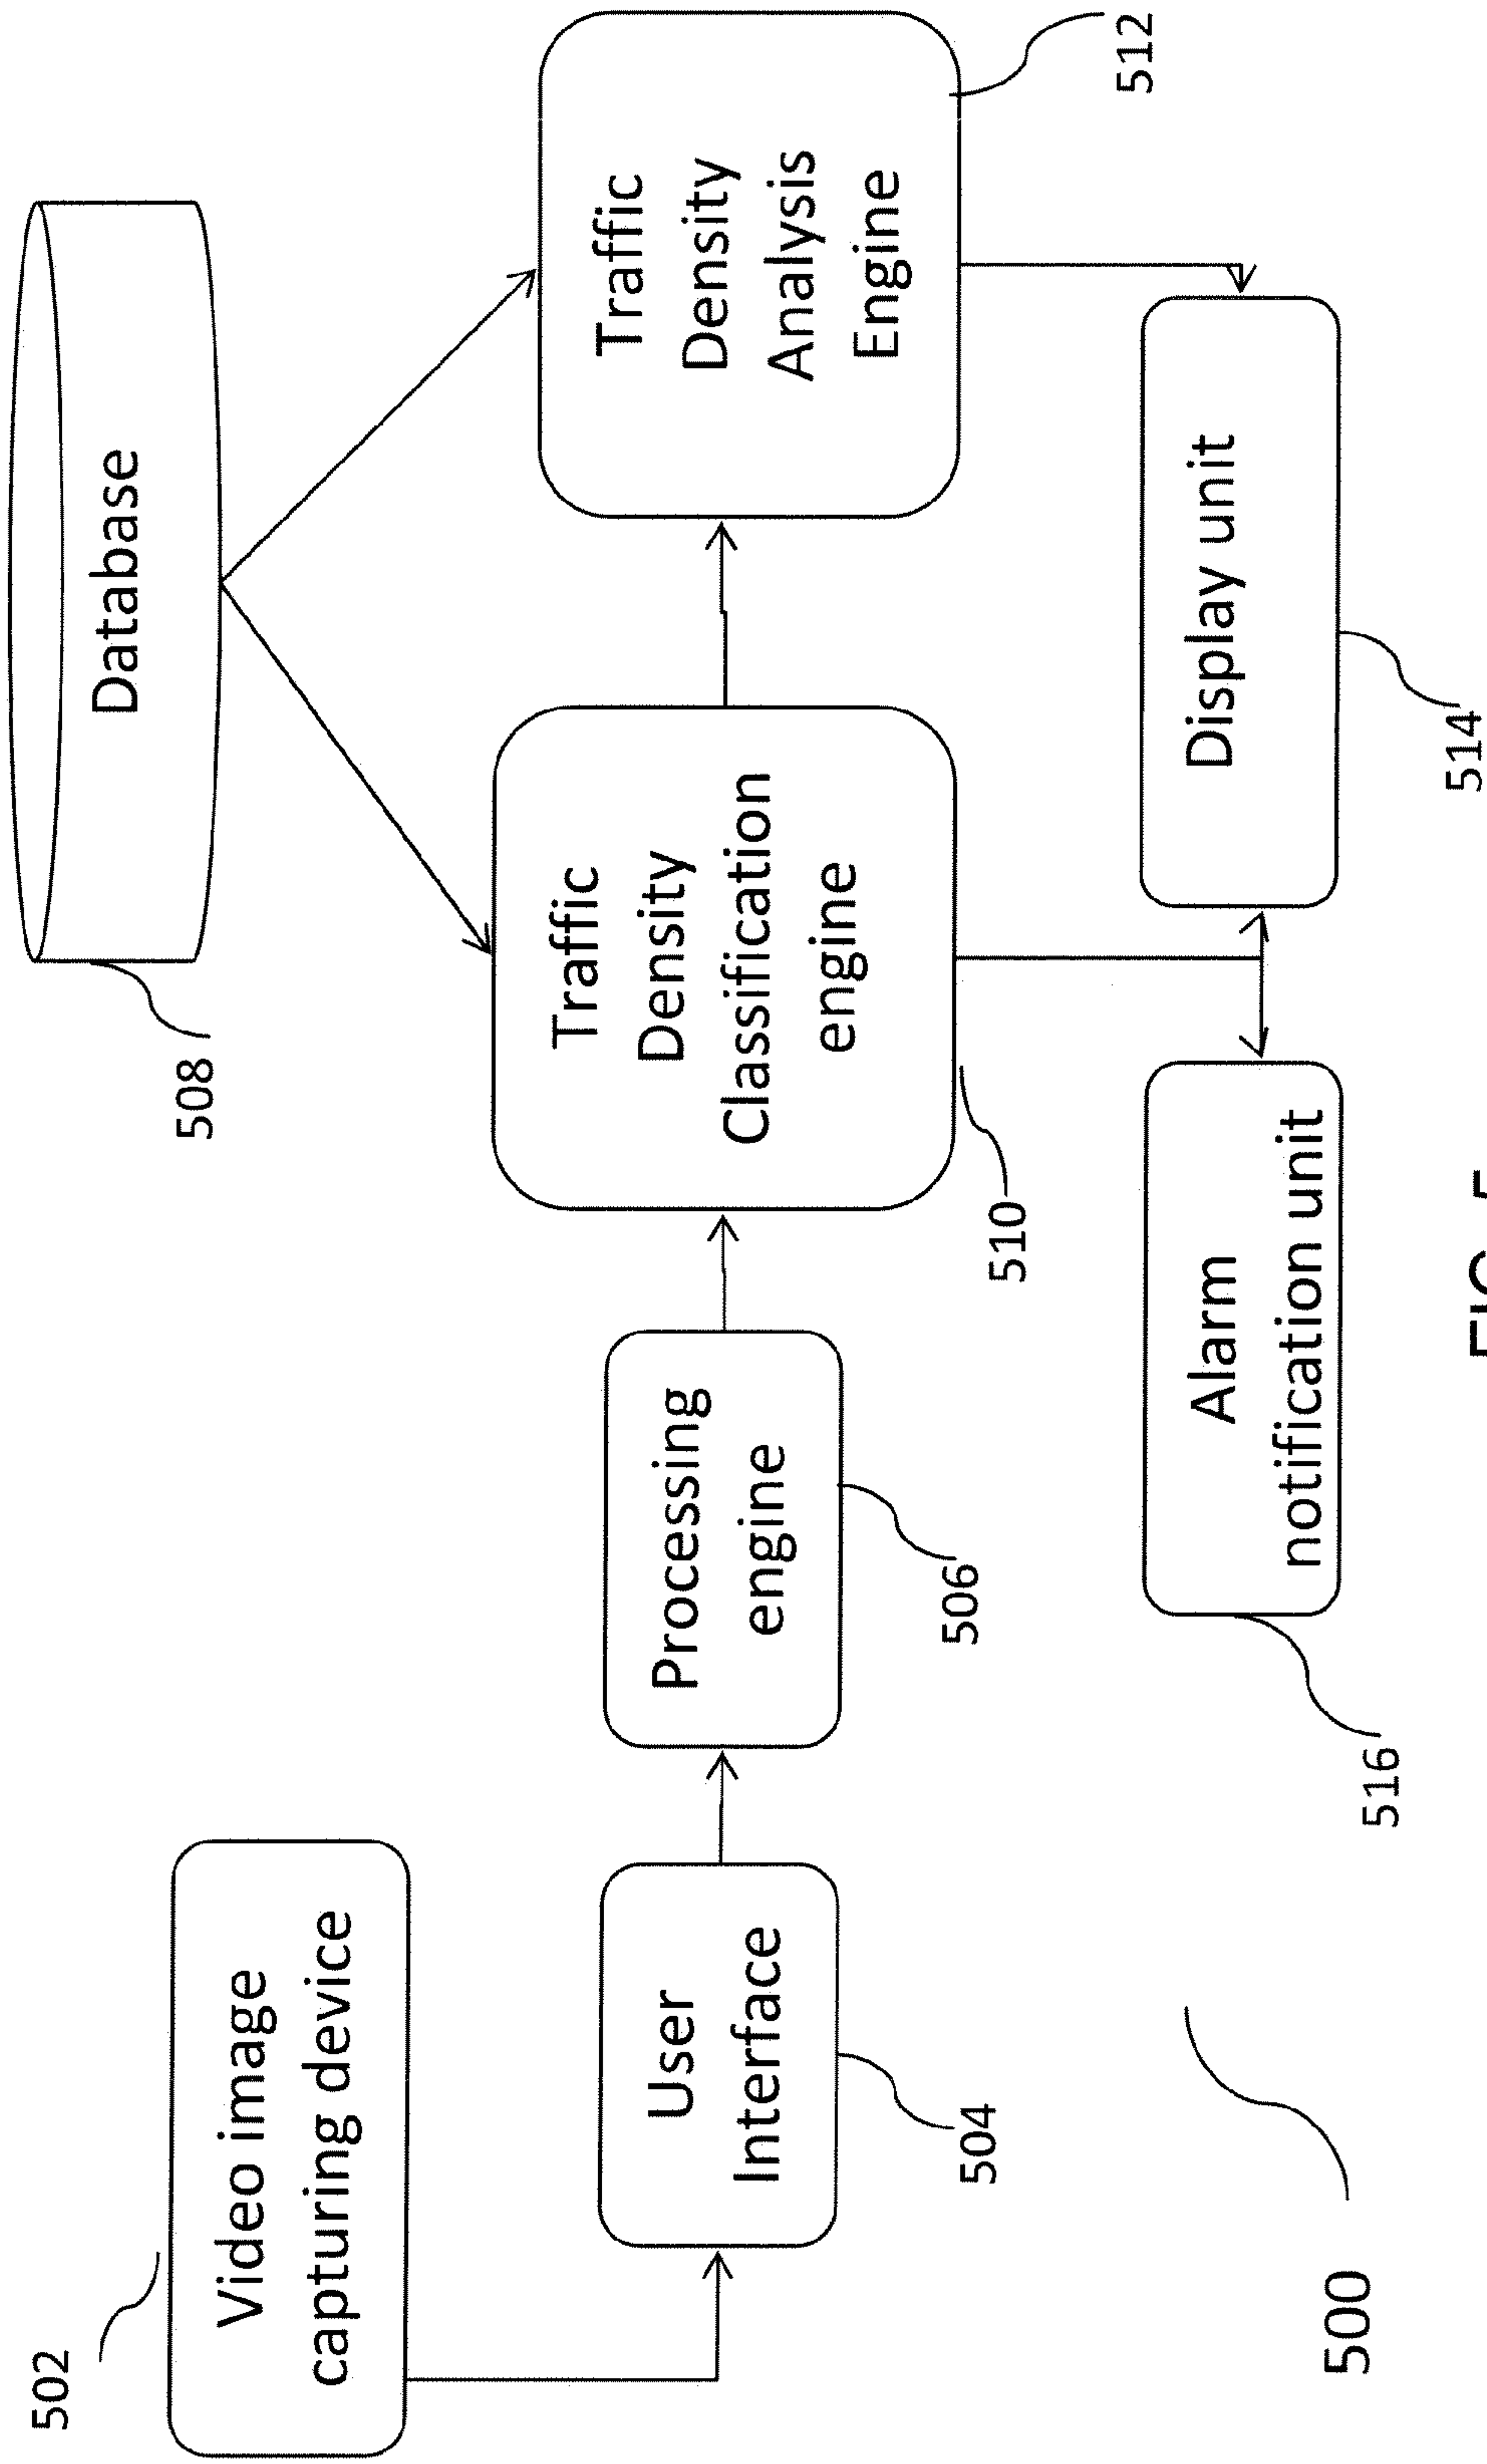 508
Database
502
Video image
capturing device
User
Interface
504
Processing
engine
506
Traffic
Density
Classification
engine
510
Traffic
Density
Analysis
Engine
512
Alarm
notification unit
516
Display unit
514
500